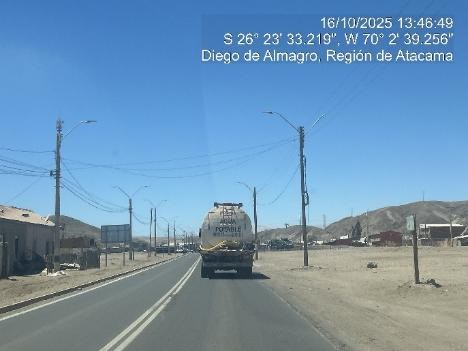 16/10/2025 13:46:49
S 26° 23' 33.219", W 70° 2' 39.256"
Diego de Almagro, Región de Atacama
AGUA
POTABLE